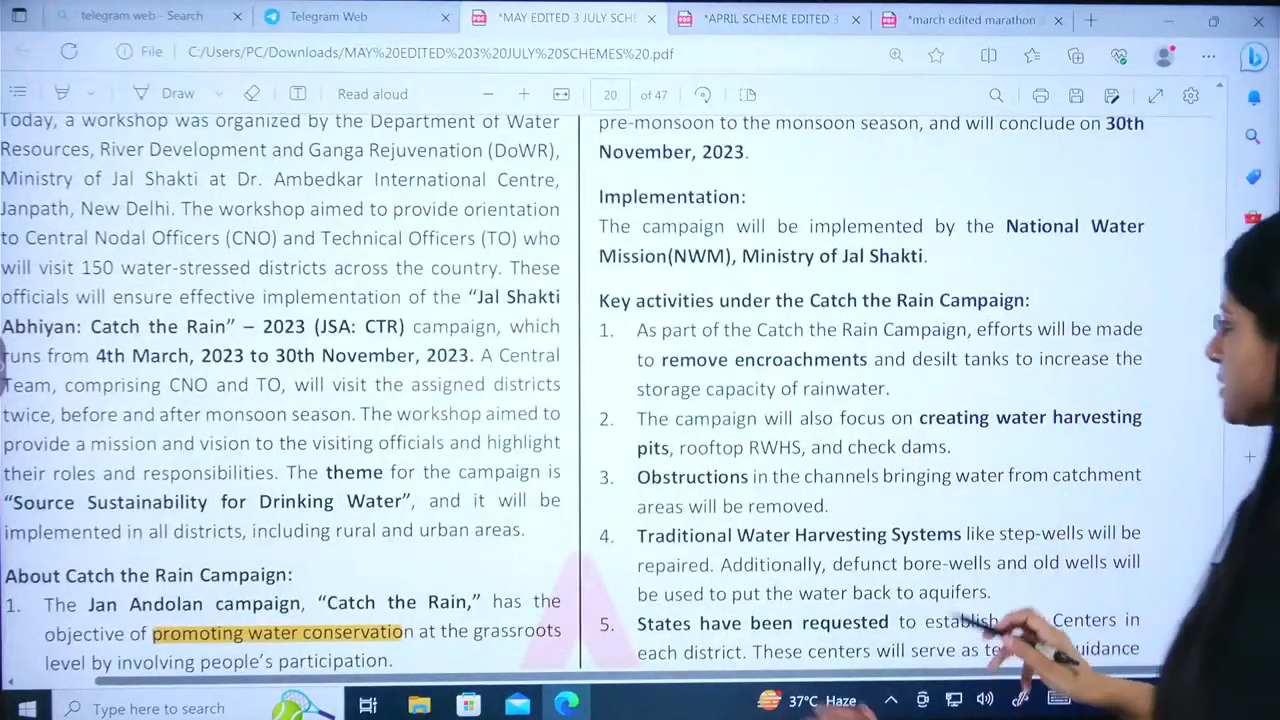 telegram web - Search
Telegram Web
*MAY EDITED 3 JULY SCHE
*APRIL SCHEME EDITED 3
*march edited marathon
File
C:/Users/PC/Downloads/MAY%20EDITED%203%20JULY%20SCHEMES%20.pdf
Draw
Read aloud
20
of 47
Today, a workshop was organized by the Department of Water
Resources, River Development and Ganga Rejuvenation (DoWR),
Ministry of Jal Shakti at Dr. Ambedkar International Centre,
Janpath, New Delhi. The workshop aimed to provide orientation
to Central Nodal Officers (CNO) and Technical Officers (TO) who
will visit 150 water-stressed districts across the country. These
officials will ensure effective implementation of the “Jal Shakti
Abhiyan: Catch the Rain” – 2023 (JSA: CTR) campaign, which
runs from 4th March, 2023 to 30th November, 2023. A Central
Team, comprising CNO and TO, will visit the assigned districts
twice, before and after monsoon season. The workshop aimed to
provide a mission and vision to the visiting officials and highlight
their roles and responsibilities. The theme for the campaign is
“Source Sustainability for Drinking Water”, and it will be
implemented in all districts, including rural and urban areas.
About Catch the Rain Campaign:
1. The Jan Andolan campaign, “Catch the Rain,” has the
objective of promoting water conservation at the grassroots
level by involving people’s participation.
pre-monsoon to the monsoon season, and will conclude on 30th
November, 2023.
Implementation:
The campaign will be implemented by the National Water
Mission(NWM), Ministry of Jal Shakti.
Key activities under the Catch the Rain Campaign:
1. As part of the Catch the Rain Campaign, efforts will be made
to remove encroachments and desilt tanks to increase the
storage capacity of rainwater.
2. The campaign will also focus on creating water harvesting
pits, rooftop RWHS, and check dams.
3. Obstructions in the channels bringing water from catchment
areas will be removed.
4. Traditional Water Harvesting Systems like step-wells will be
repaired. Additionally, defunct bore-wells and old wells will
be used to put the water back to aquifers.
5. States have been requested to establish Centers in
each district. These centers will serve as
Type here to search
37°C Haze